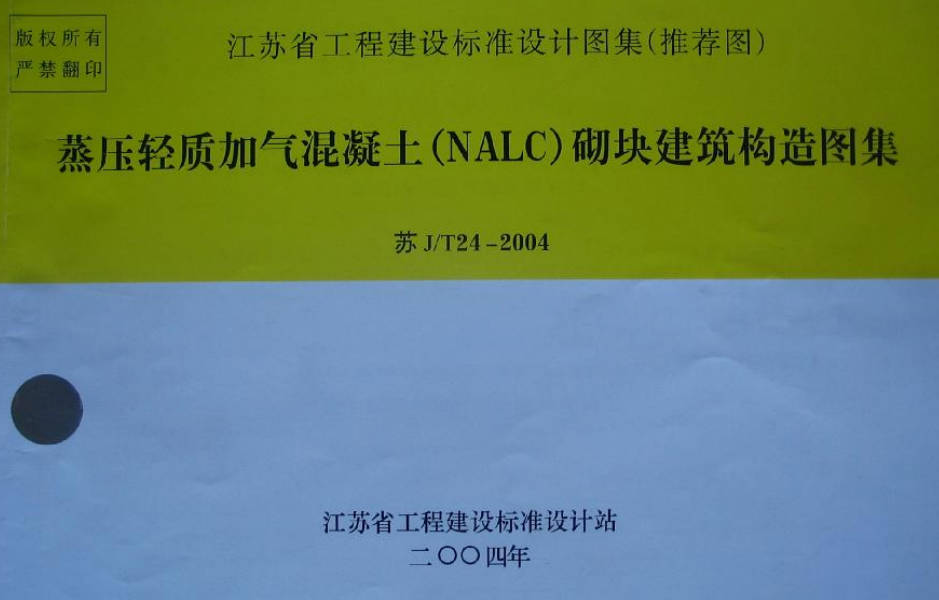 版权所有
严禁翻印
江苏省工程建设标准设计图集(推荐图)
蒸压轻质加气混凝土(NALC)砌块建筑构造图集
苏 J/T24-2004
江苏省工程建设标准设计站
二〇〇四年